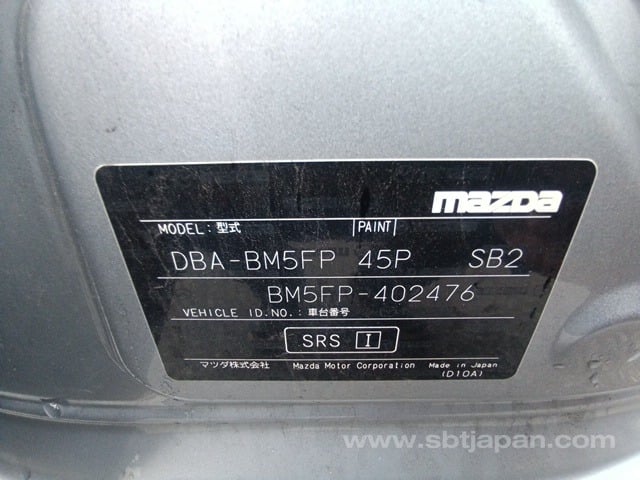 mazda
MODEL: 型式 PAINT
DBA-BM5FP 45P SB2
BM5FP-402476
VEHICLE ID.NO.: 車台番号
SRS I
マツダ株式会社 Mazda Motor Corporation Made in Japan
(D10A)
www.sbtjapan.com